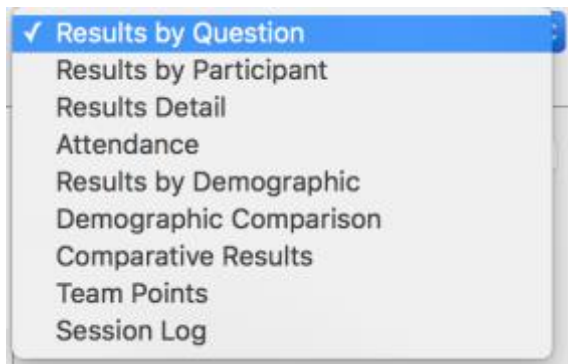 ✓ Results by Question
Results by Participant
Results Detail
Attendance
Results by Demographic
Demographic Comparison
Comparative Results
Team Points
Session Log